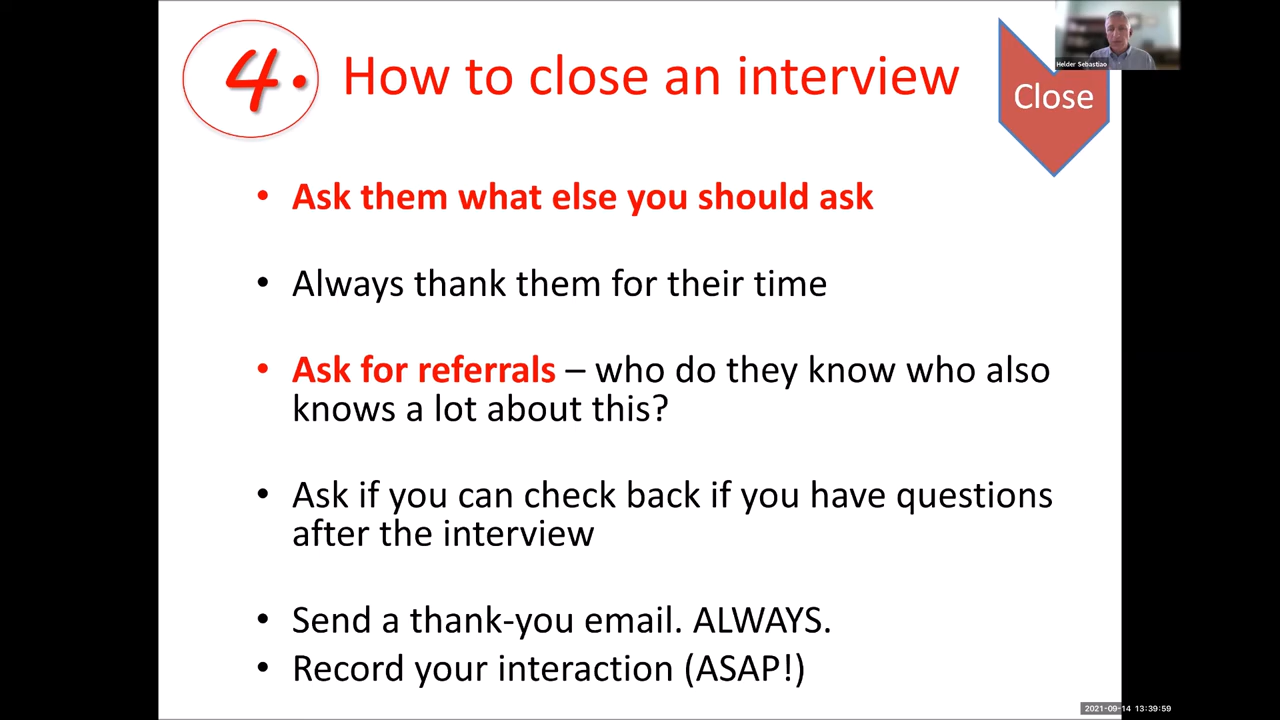 4. How to close an interview
Close
Helder Sebastiao
• Ask them what else you should ask
• Always thank them for their time
• Ask for referrals – who do they know who also
knows a lot about this?
• Ask if you can check back if you have questions
after the interview
• Send a thank-you email. ALWAYS.
• Record your interaction (ASAP!)
2021-09-14 13:39:59